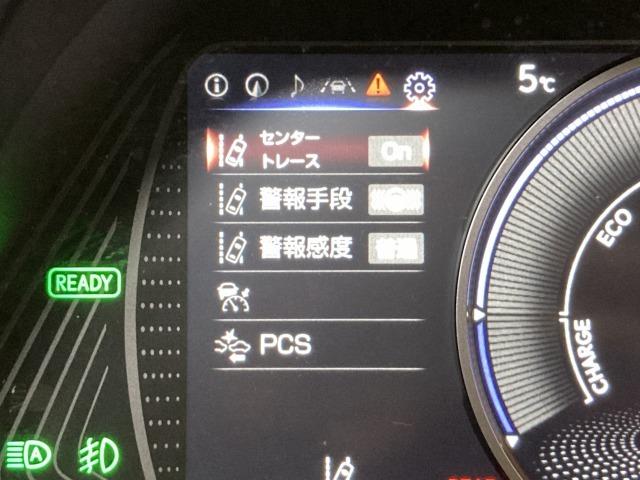 5℃
センター
トレース On
警報手段
警報感度
PCS
READY
ECO
CHARGE
A